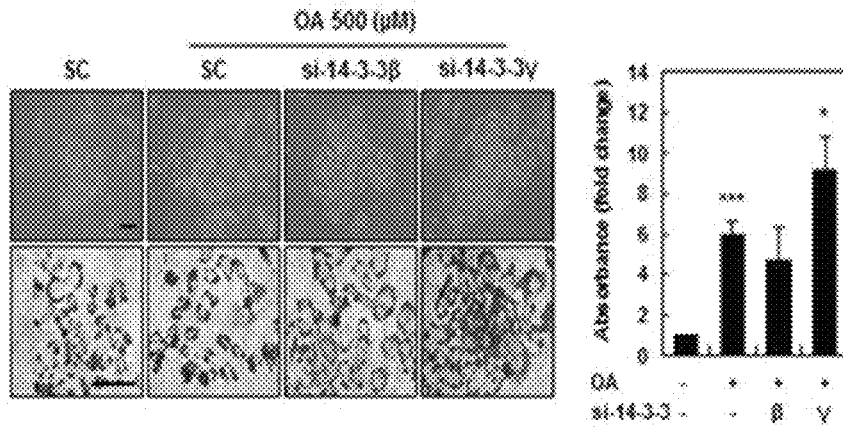 OA 500 (μM)
SC SC si-14-3-3β si-14-3-3γ
Absorbance (fold change)
14
12
10
8
6
4
2
0
***
*
OA - + + +
si-14-3-3 - - β γ